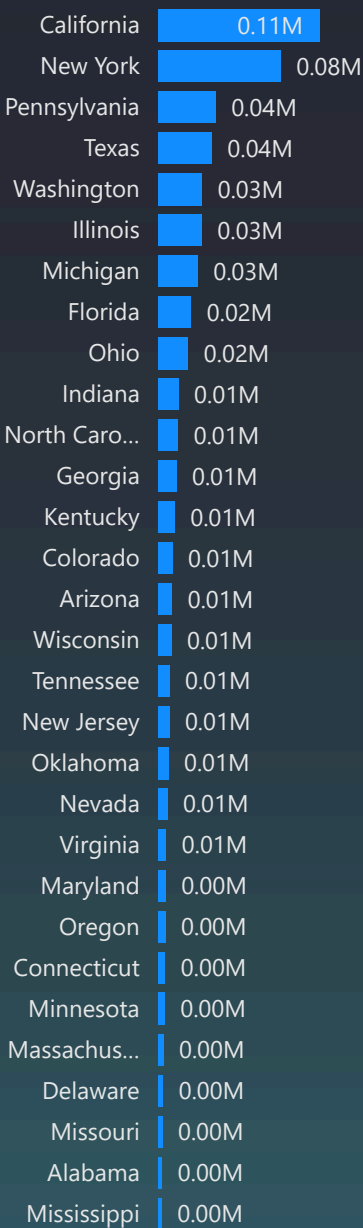 California 0.11M
New York 0.08M
Pennsylvania 0.04M
Texas 0.04M
Washington 0.03M
Illinois 0.03M
Michigan 0.03M
Florida 0.02M
Ohio 0.02M
Indiana 0.01M
North Caro... 0.01M
Georgia 0.01M
Kentucky 0.01M
Colorado 0.01M
Arizona 0.01M
Wisconsin 0.01M
Tennessee 0.01M
New Jersey 0.01M
Oklahoma 0.01M
Nevada 0.01M
Virginia 0.01M
Maryland 0.00M
Oregon 0.00M
Connecticut 0.00M
Minnesota 0.00M
Massachus... 0.00M
Delaware 0.00M
Missouri 0.00M
Alabama 0.00M
Mississippi 0.00M